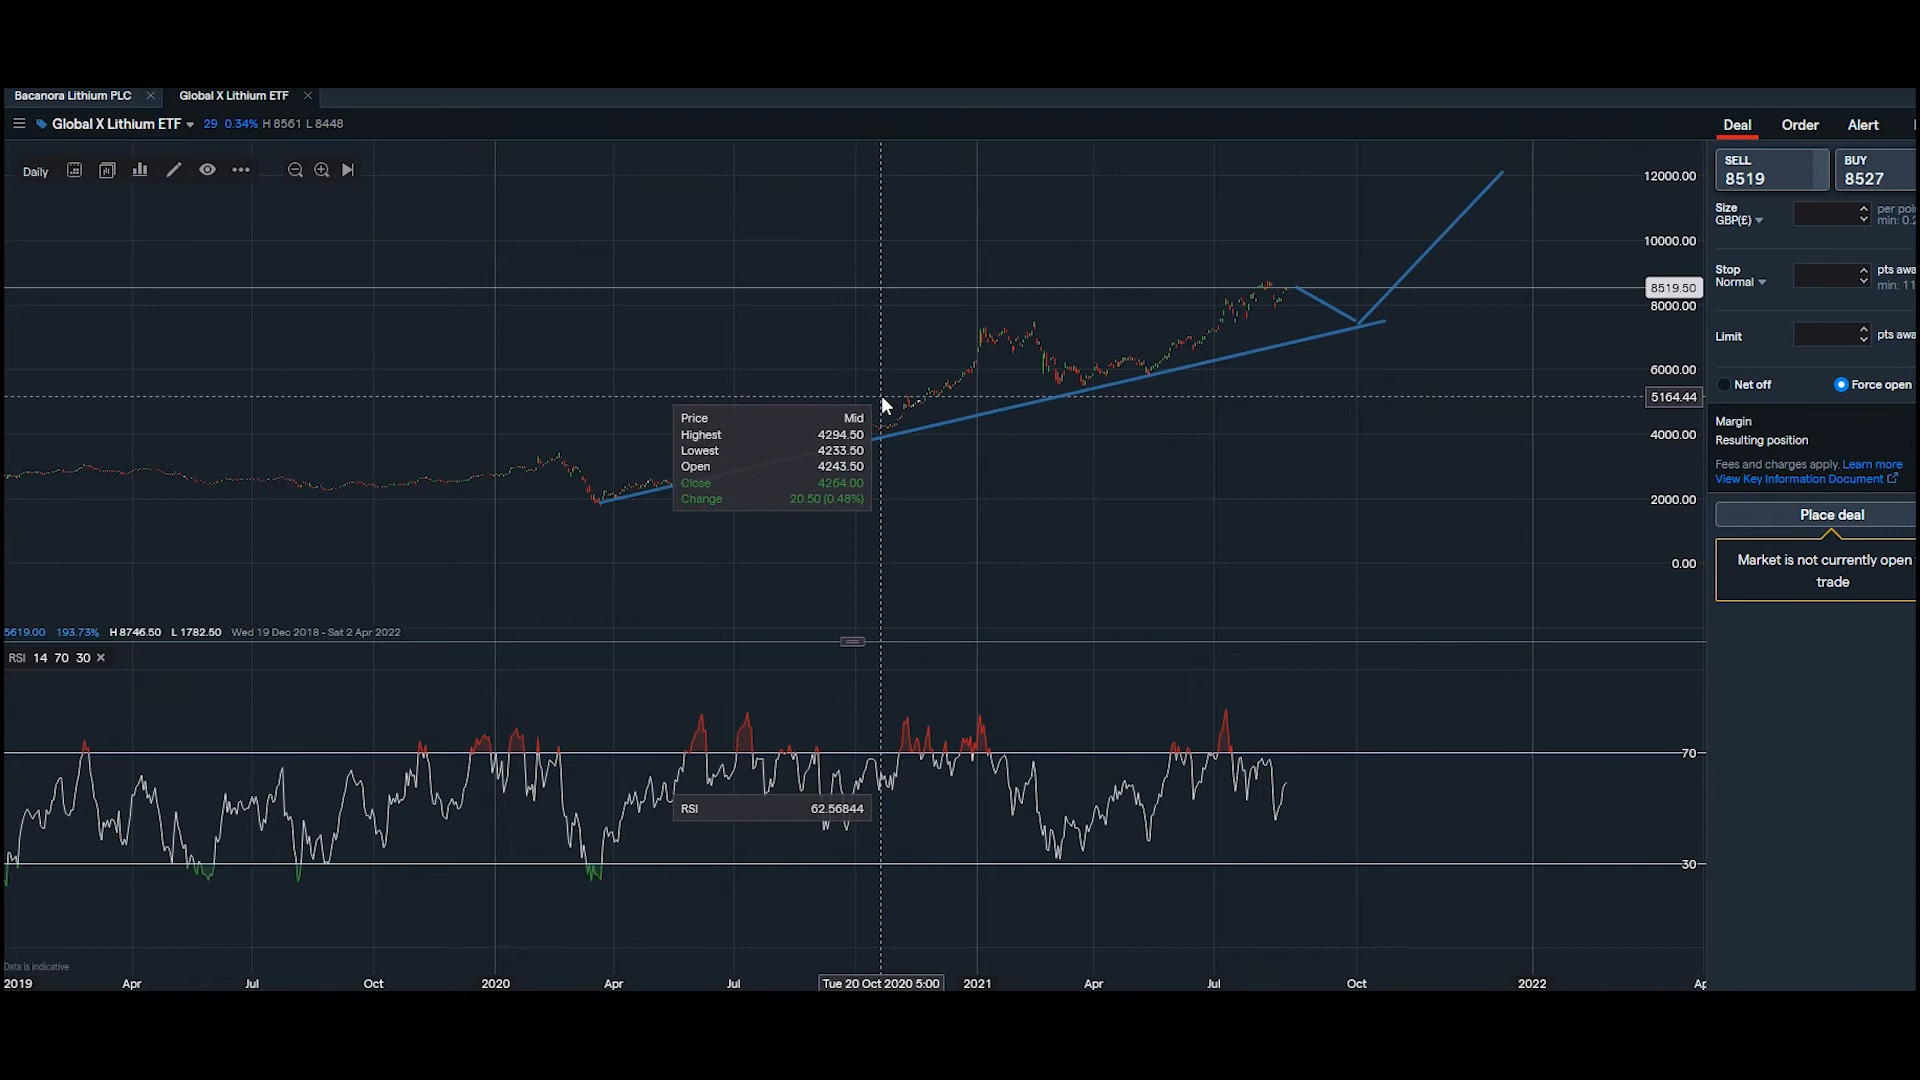 Bacanora Lithium PLC Global X Lithium ETF
Global X Lithium ETF 29 0.34% H 8561 L 8448
Daily
Deal Order Alert
SELL BUY
8519 8527
Size
GBP(£)
min: 0.2
Stop pts
Normal
min: 11
Limit pts
Net off Force open
Margin
Resulting position
Fees and charges apply. Learn more
View Key Information Document
Place deal
Market is not currently open
trade
12000.00
10000.00
8519.50
8000.00
6000.00
5164.44
4000.00
2000.00
0.00
Price Mid
Highest 4294.50
Lowest 4233.50
Open 4243.50
Close 4264.00
Change 20.50 (0.48%)
5619.00 193.73% H 8746.50 L 1782.50 Wed 19 Dec 2018 - Sat 2 Apr 2022
RSI 14 70 30
70
RSI 62.56844
30
Data is indicative
2019 Apr Jul Oct 2020 Apr Jul Tue 20 Oct 2020 5:00 2021 Apr Jul Oct 2022